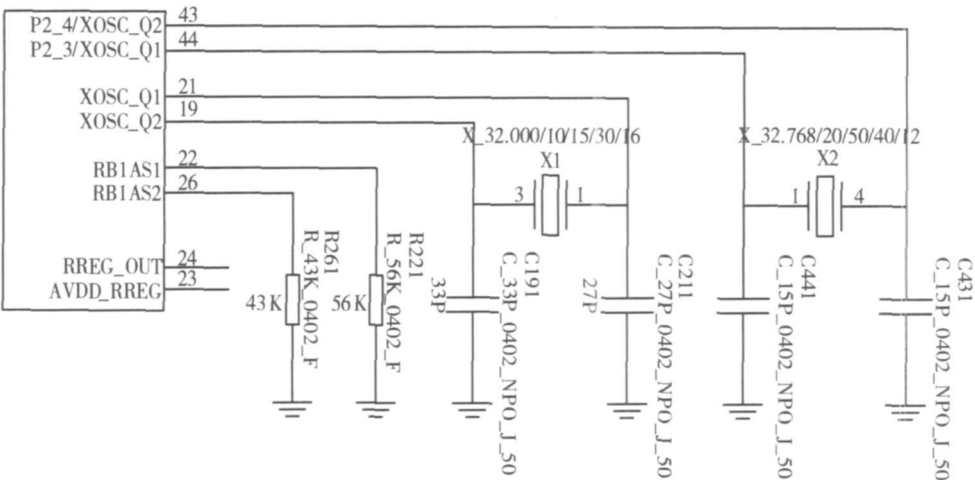 P2_4/XOSC_Q2
43
P2_3/XOSC_Q1
44
XOSC_Q1
21
XOSC_Q2
19
RB1AS1
22
RB1AS2
26
RREG_OUT
24
AVDD_RREG
23
X_32.000/10/15/30/16
X1
3
1
X_32.768/20/50/40/12
X2
1
4
43K
R261
R_43K_0402_F
56K
R221
R_56K_0402_F
33P
C191
C_33P_0402_NPO_J_50
27P
C211
C_27P_0402_NPO_J_50
C441
C_15P_0402_NPO_J_50
C431
C_15P_0402_NPO_J_50